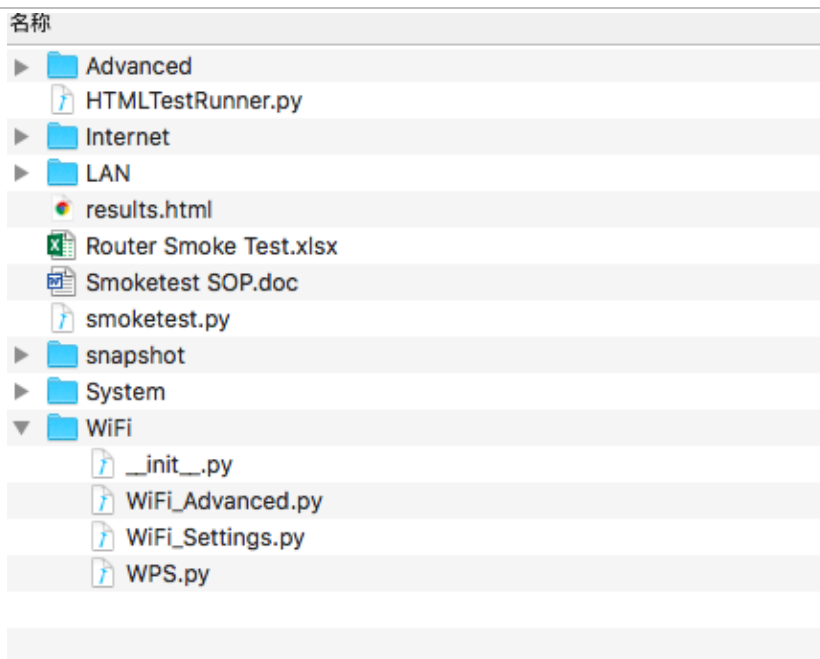 名称
Advanced
HTMLTestRunner.py
Internet
LAN
results.html
Router Smoke Test.xlsx
Smoketest SOP.doc
smoketest.py
snapshot
System
WiFi
__init__.py
WiFi_Advanced.py
WiFi_Settings.py
WPS.py